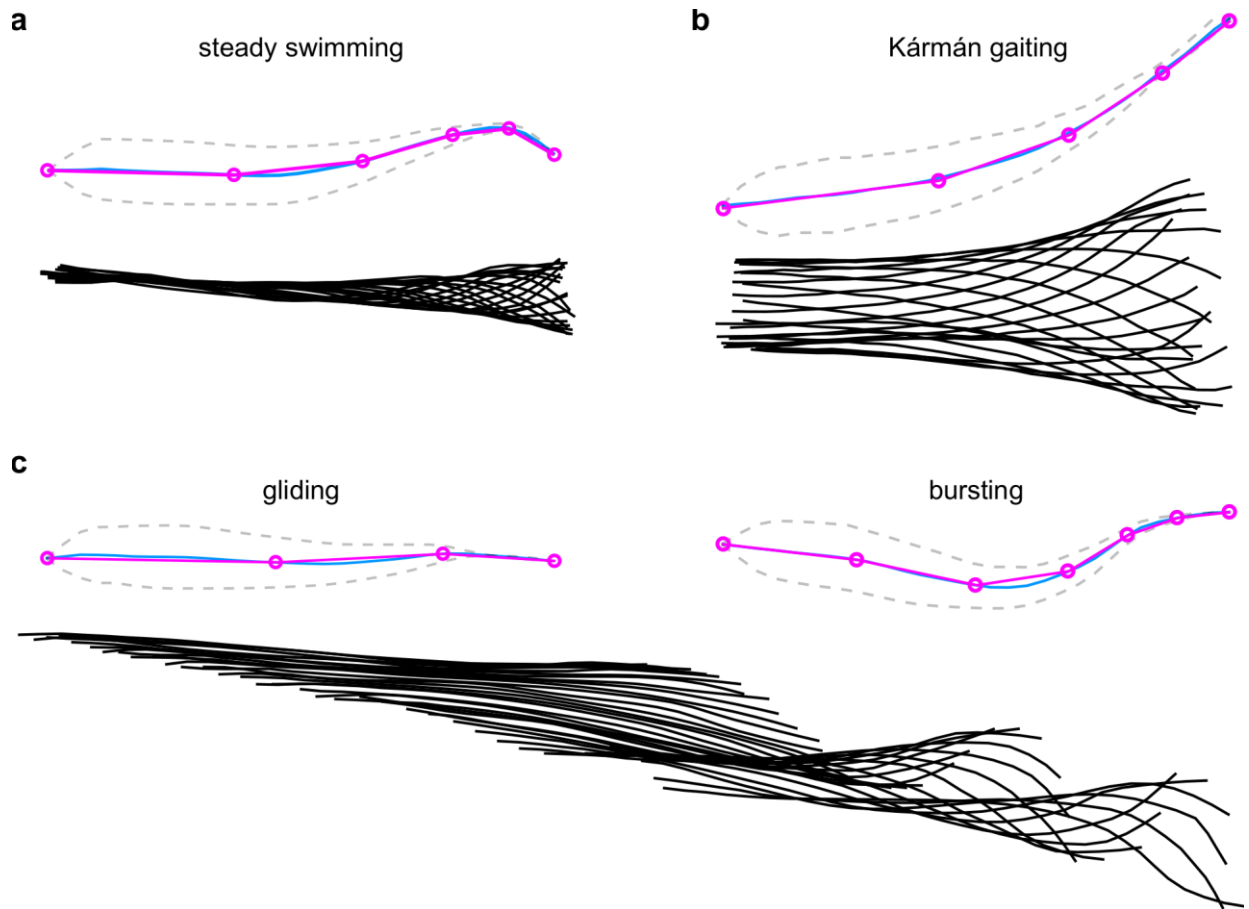 a
steady swimming
b
Kármán gaiting
c
gliding
bursting